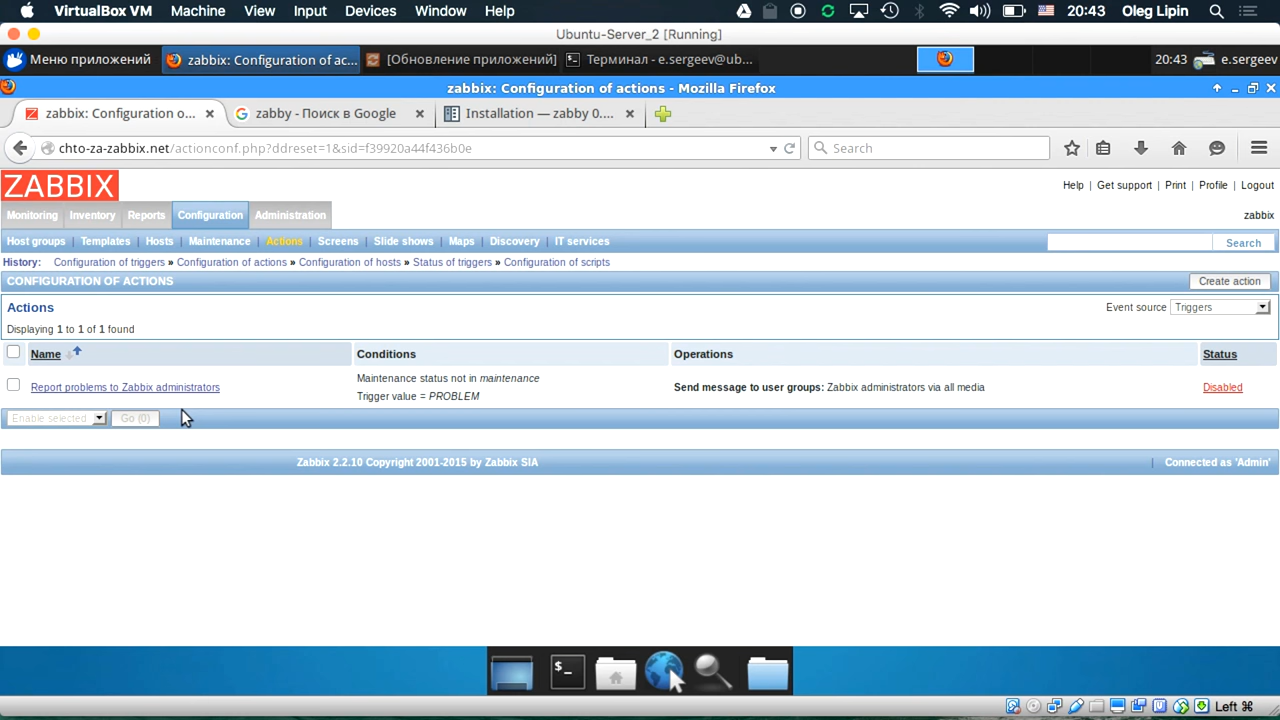 VirtualBox VM Machine View Input Devices Window Help 20:43 Oleg Lipin
Ubuntu-Server_2 [Running]
Меню приложений zabbix: Configuration of ac... [Обновление приложений] Терминал - e.sergeev@ub... 20:43 e.sergeev
zabbix: Configuration of actions - Mozilla Firefox
zabbix: Configuration o... zabby - Поиск в Google Installation — zabby 0....
chto-za-zabbix.net/actionconf.php?ddreset=1&sid=f39920a44f436b0e Search
ZABBIX
Help | Get support | Print | Profile | Logout
Monitoring Inventory Reports Configuration Administration zabbix
Host groups | Templates | Hosts | Maintenance | Actions | Screens | Slide shows | Maps | Discovery | IT services Search
History: Configuration of triggers » Configuration of actions » Configuration of hosts » Status of triggers » Configuration of scripts
CONFIGURATION OF ACTIONS Create action
Actions Event source Triggers
Displaying 1 to 1 of 1 found
Name Conditions Operations Status
Report problems to Zabbix administrators Maintenance status not in maintenance Send message to user groups: Zabbix administrators via all media Disabled
Trigger value = PROBLEM
Enable selected Go (0)
Zabbix 2.2.10 Copyright 2001-2015 by Zabbix SIA | Connected as 'Admin'
$_
Left ⌘